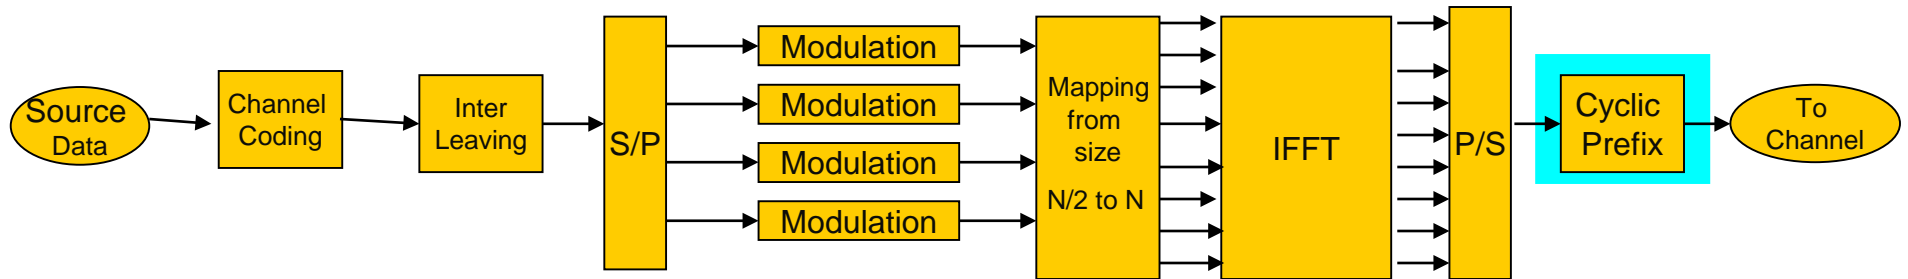 Source
Data
Channel
Coding
Inter
Leaving
S/P
Modulation
Modulation
Modulation
Modulation
Mapping
from
size
N/2 to N
IFFT
P/S
Cyclic
Prefix
To
Channel